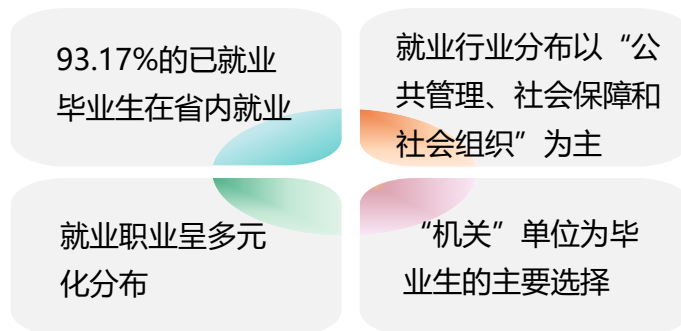 93.17%的已就业
毕业生在省内就业
就业行业分布以“公
共管理、社会保障和
社会组织”为主
就业职业呈多元
化分布
“机关”单位为毕
业生的主要选择